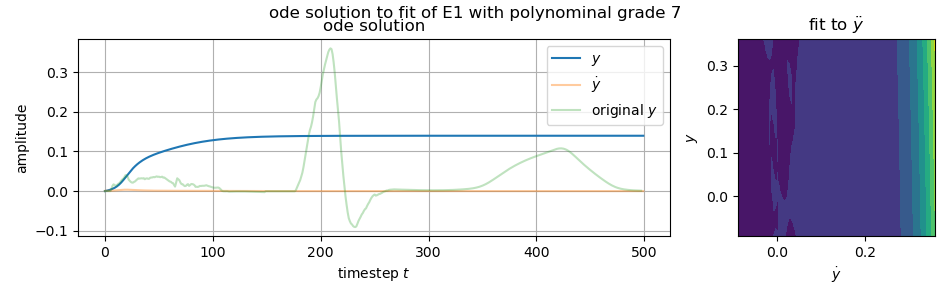 ode solution to fit of E1 with polynominal grade 7
ode solution
amplitude
0.3
0.2
0.1
0.0
−0.1
0
100
200
300
400
500
timestep t
y
ẏ
original y
fit to ÿ
y
0.3
0.2
0.1
0.0
0.0
0.2
ẏ